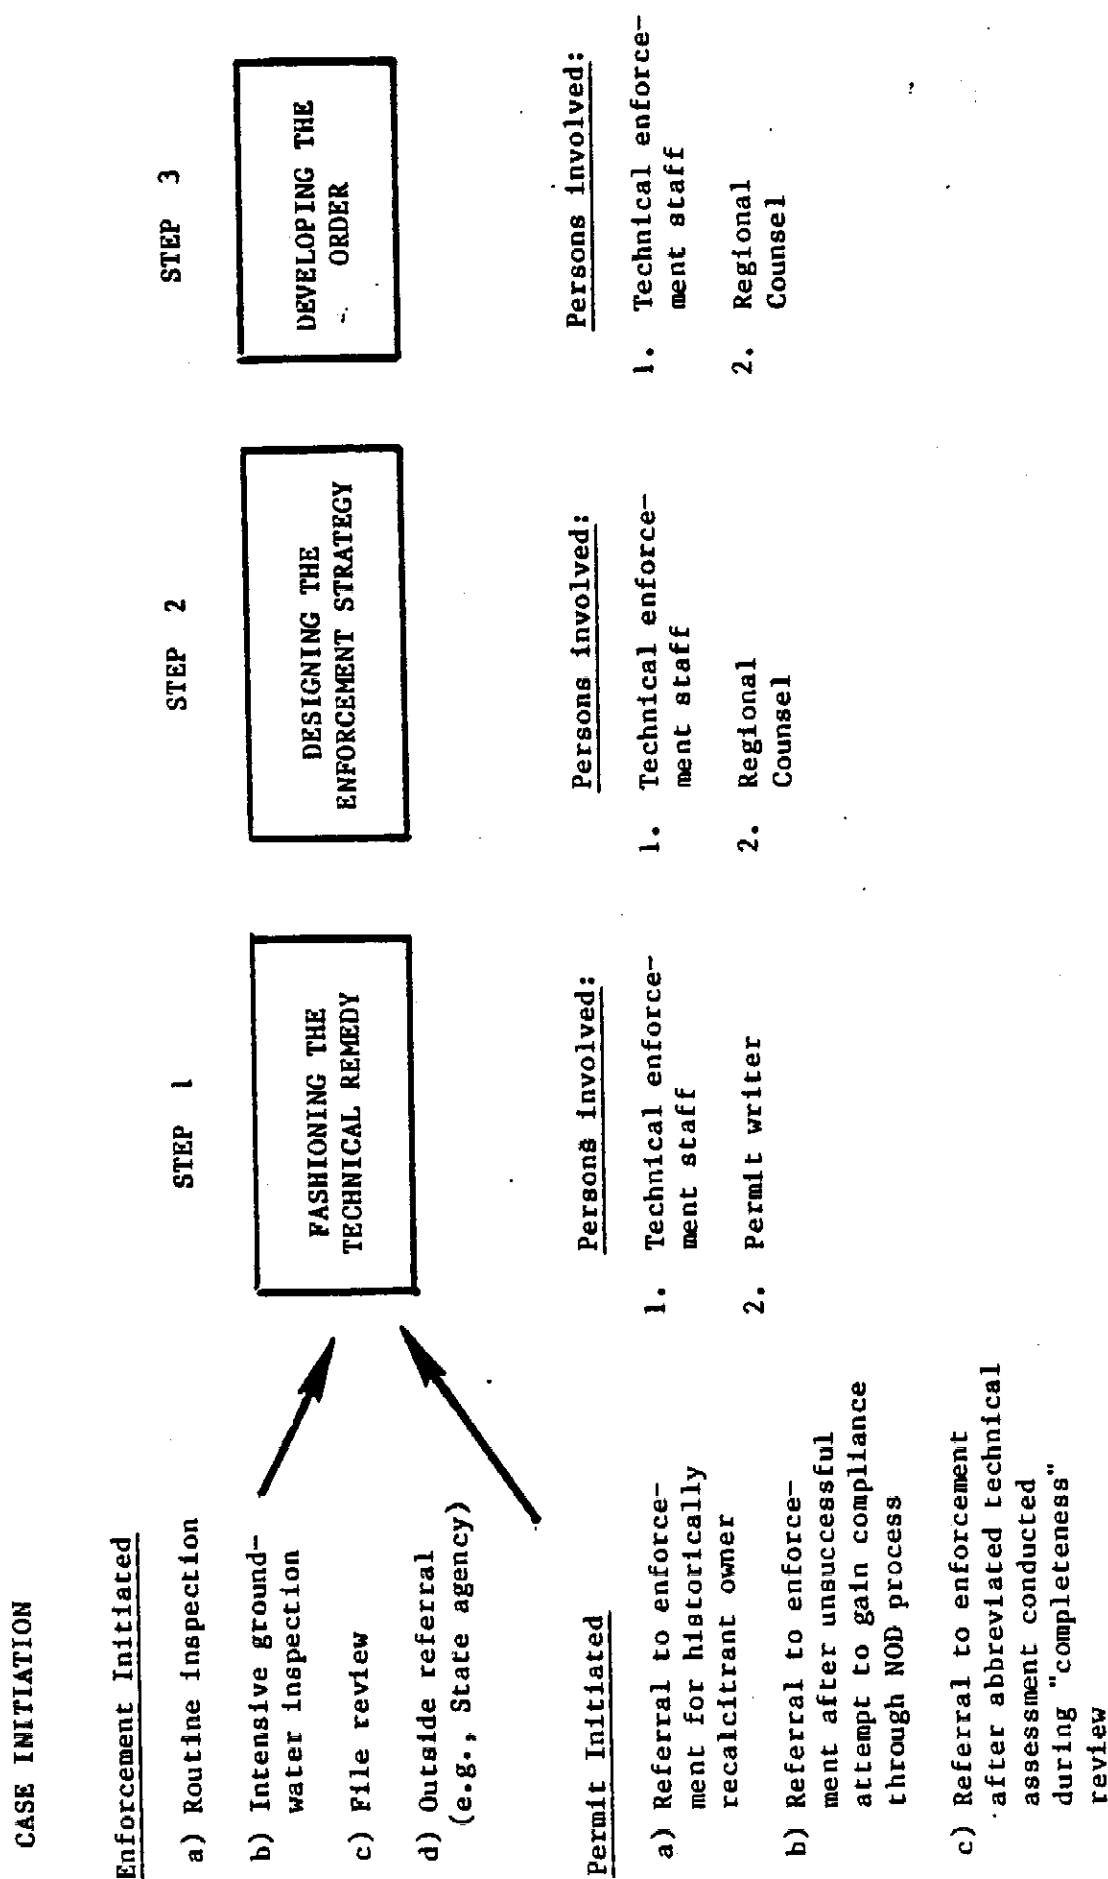 CASE INITIATION
Enforcement Initiated
a) Routine inspection
b) Intensive ground-
water inspection
c) File review
d) Outside referral
(e.g., State agency)
Permit Initiated
a) Referral to enforce-
ment for historically
recalcitrant owner
b) Referral to enforce-
ment after unsuccessful
attempt to gain compliance
through NOD process
c) Referral to enforcement
after abbreviated technical
assessment conducted
during "completeness"
review
STEP 1
FASHIONING THE
TECHNICAL REMEDY
Persons involved:
1. Technical enforce-
ment staff
2. Permit writer
STEP 2
DESIGNING THE
ENFORCEMENT STRATEGY
Persons involved:
1. Technical enforce-
ment staff
2. Regional
Counsel
STEP 3
DEVELOPING THE
ORDER
Persons involved:
1. Technical enforce-
ment staff
2. Regional
Counsel